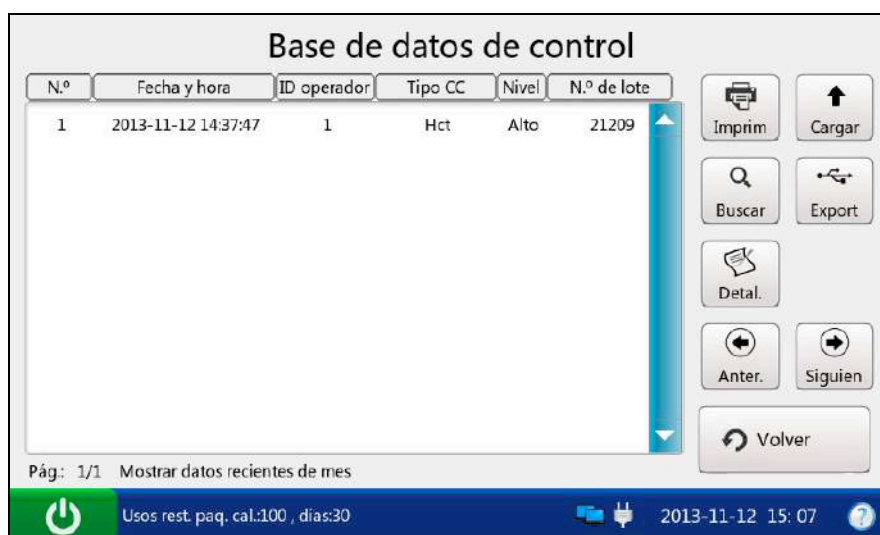 Base de datos de control
N.º Fecha y hora ID operador Tipo CC Nivel N.º de lote
1 2013-11-12 14:37:47 1 Hct Alto 21209
Imprim Cargar
Buscar Export
Detal.
Anter. Siguien
Volver
Pág.: 1/1 Mostrar datos recientes de mes
Usos rest. paq. cal.:100 , dias:30 2013-11-12 15: 07 ?